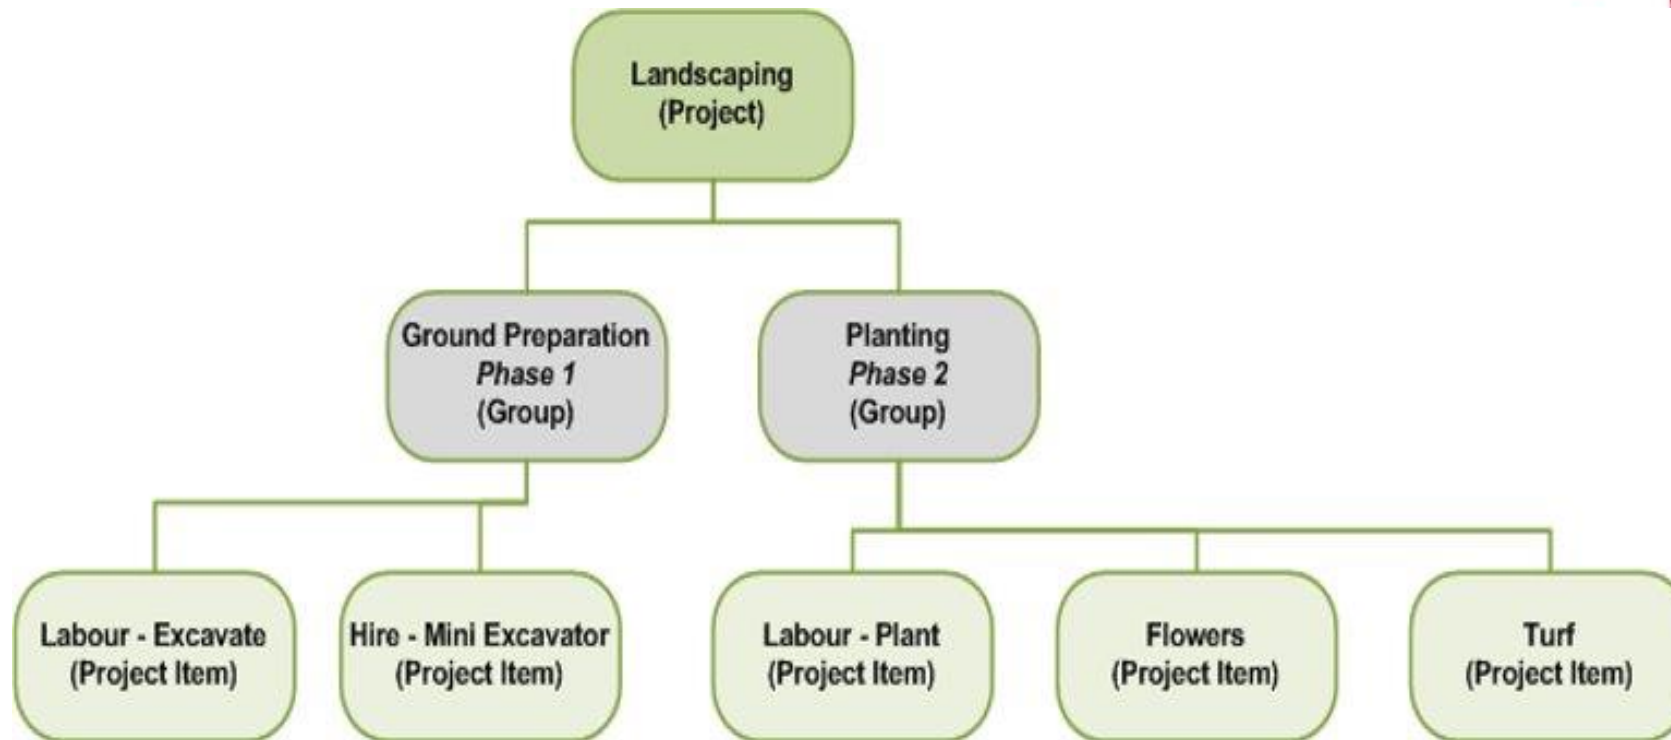 Landscaping
(Project)
Ground Preparation
Phase 1
(Group)
Planting
Phase 2
(Group)
Labour - Excavate
(Project Item)
Hire - Mini Excavator
(Project Item)
Labour - Plant
(Project Item)
Flowers
(Project Item)
Turf
(Project Item)